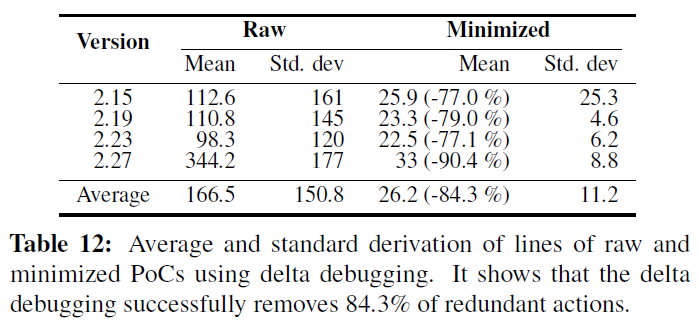 Version Raw Minimized
Mean Std. dev Mean Std. dev
2.15 112.6 161 25.9 (-77.0 %) 25.3
2.19 110.8 145 23.3 (-79.0 %) 4.6
2.23 98.3 120 22.5 (-77.1 %) 6.2
2.27 344.2 177 33 (-90.4 %) 8.8
Average 166.5 150.8 26.2 (-84.3 %) 11.2
Table 12: Average and standard derivation of lines of raw and
minimized PoCs using delta debugging. It shows that the delta
debugging successfully removes 84.3% of redundant actions.